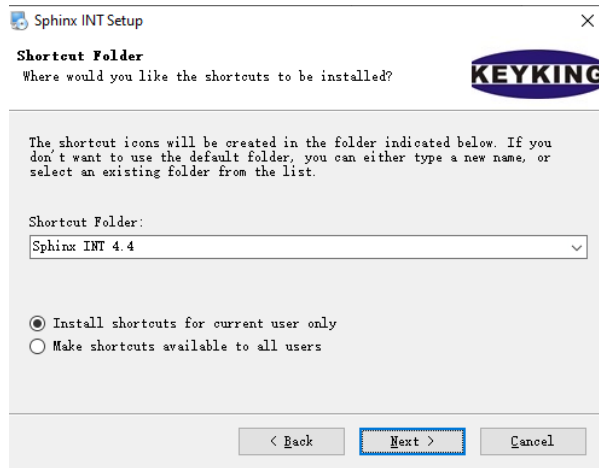 Sphinx INT Setup
Shortcut Folder
Where would you like the shortcuts to be installed?
KEYKING
The shortcut icons will be created in the folder indicated below. If you
don't want to use the default folder, you can either type a new name, or
select an existing folder from the list.
Shortcut Folder:
Sphinx INT 4.4
Install shortcuts for current user only
Make shortcuts available to all users
< Back
Next >
Cancel